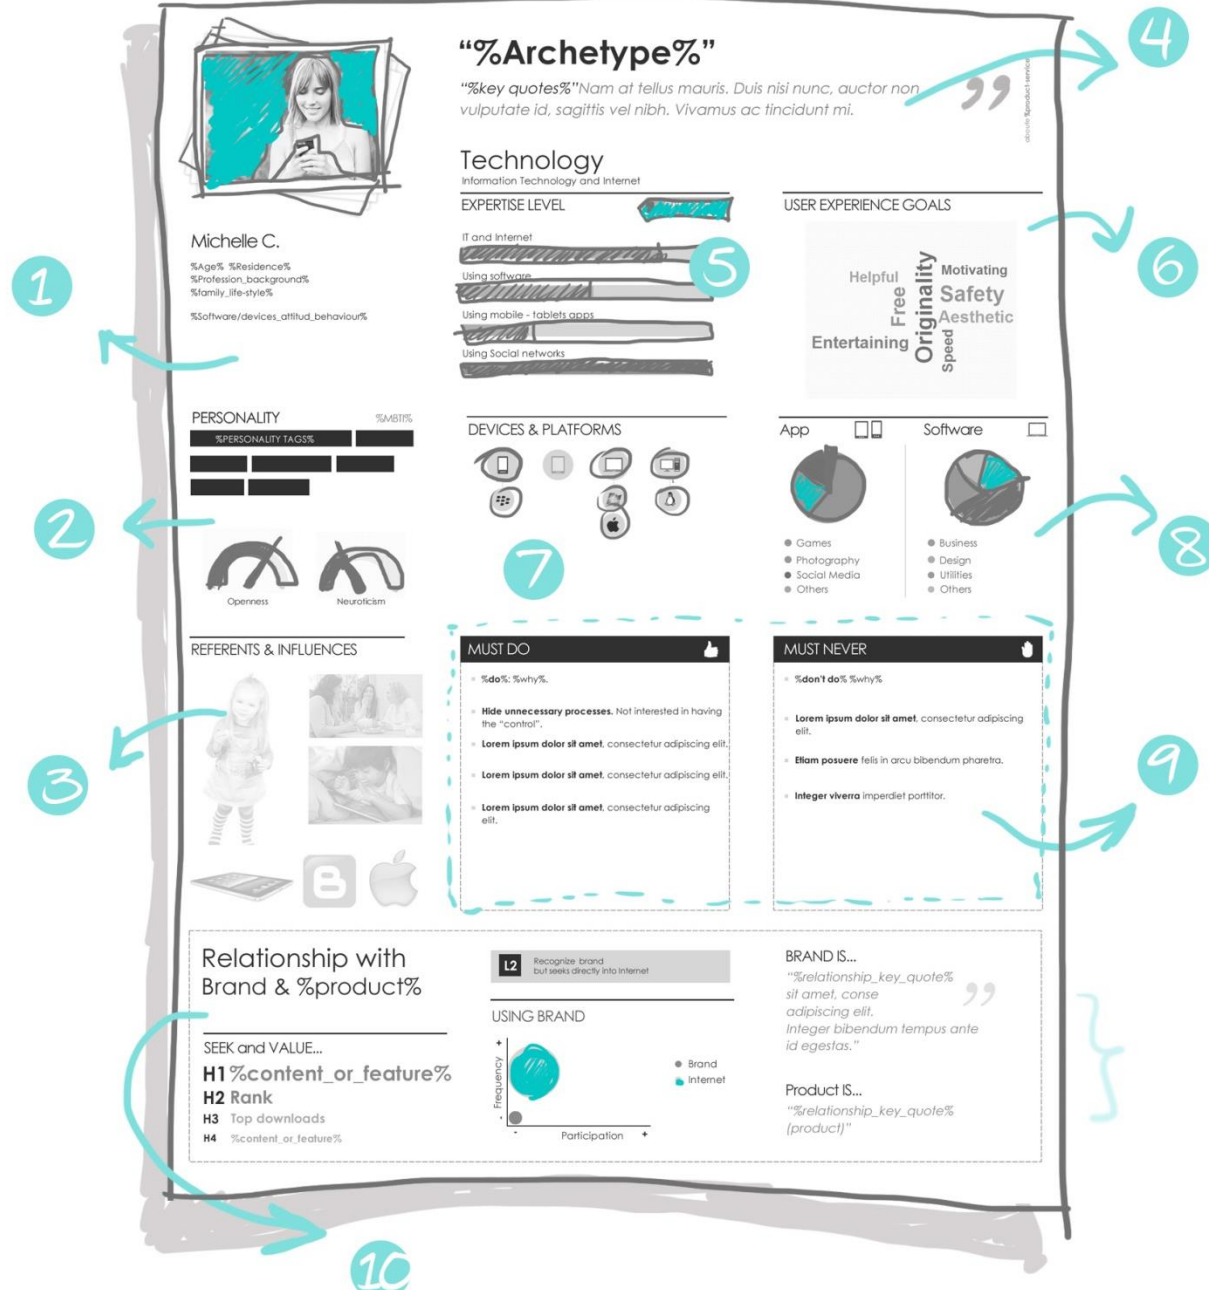 4
“%Archetype%”
“%key quotes%”Nam at tellus mauris. Duis nisi nunc, auctor non
vulputate id, sagittis vel nibh. Vivamus ac tincidunt mi.
”
%product-service
Technology
Information Technology and Internet
EXPERTISE LEVEL
IT and Internet
Using software
Using mobile - tablets apps
Using Social networks
5
USER EXPERIENCE GOALS
6
Helpful
Free
Originality
Motivating
Safety
Aesthetic
Entertaining
Speed
Michelle C.
%Age% %Residence%
%Profession_background%
%family_life-style%
%Software/devices_attitud_behaviour%
1
PERSONALITY
%MBTI%
%PERSONALITY TAGS%
2
Openness
Neuroticism
DEVICES & PLATFORMS
7
App
Games
Photography
Social Media
Others
Software
Business
Design
Utilities
Others
8
REFERENTS & INFLUENCES
3
B
MUST DO
%do%: %why%.
Hide unnecessary processes. Not interested in having
the “control”.
Lorem ipsum dolor sit amet, consectetur adipiscing elit.
Lorem ipsum dolor sit amet, consectetur adipiscing elit.
Lorem ipsum dolor sit amet, consectetur adipiscing
elit.
MUST NEVER
%don't do% %why%
Lorem ipsum dolor sit amet, consectetur adipiscing
elit.
Etiam posuere felis in arcu bibendum pharetra.
Integer viverra imperdiet porttitor.
9
Relationship with
Brand & %product%
SEEK and VALUE...
H1 %content_or_feature%
H2 Rank
H3 Top downloads
H4 %content_or_feature%
10
L2
Recognize brand
but seeks directly into Internet
USING BRAND
+
Frequency
-
- Participation +
Brand
Internet
BRAND IS...
“%relationship_key_quote%
sit amet, conse
adipiscing elit.
Integer bibendum tempus ante
id egestas.”
”
Product IS...
“%relationship_key_quote%
(product)”